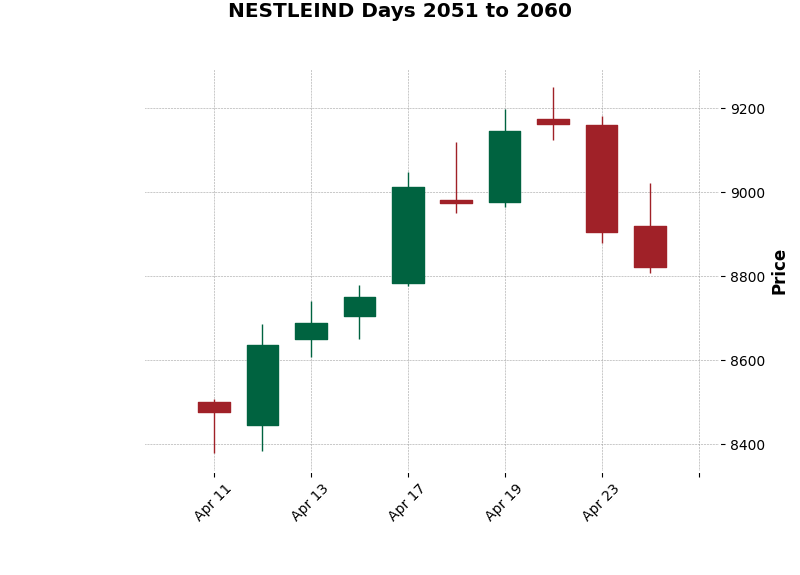 NESTLEIND Days 2051 to 2060
9200
9000
8800
8600
8400
Price
Apr 11
Apr 13
Apr 17
Apr 19
Apr 23